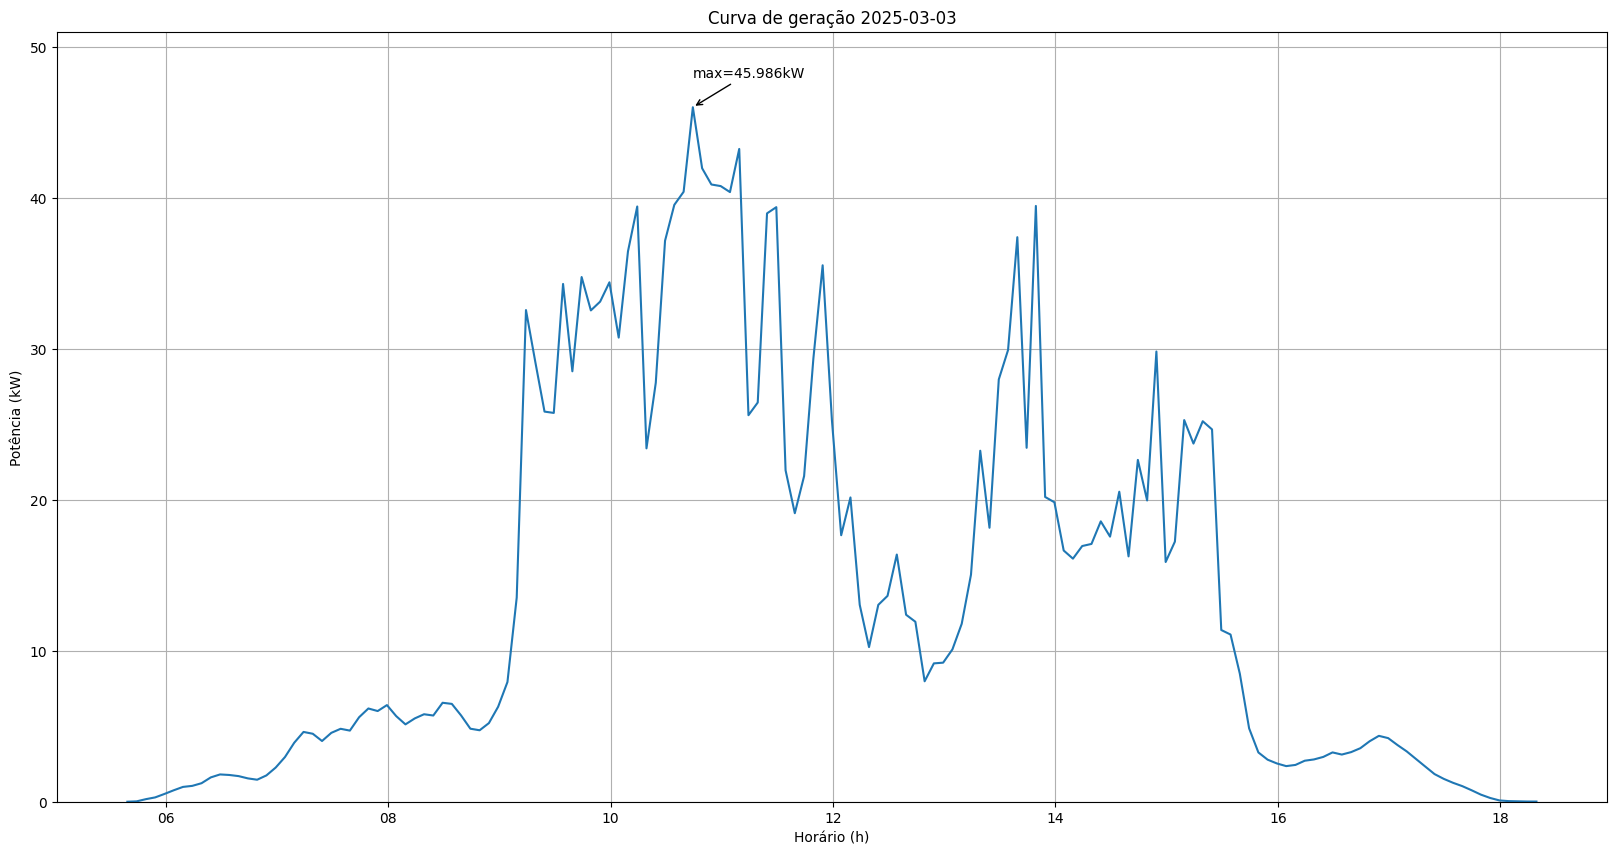 Curva de geração 2025-03-03
max=45.986kW
50
40
30
20
10
0
Potência (kW)
06 08 10 12 14 16 18
Horário (h)